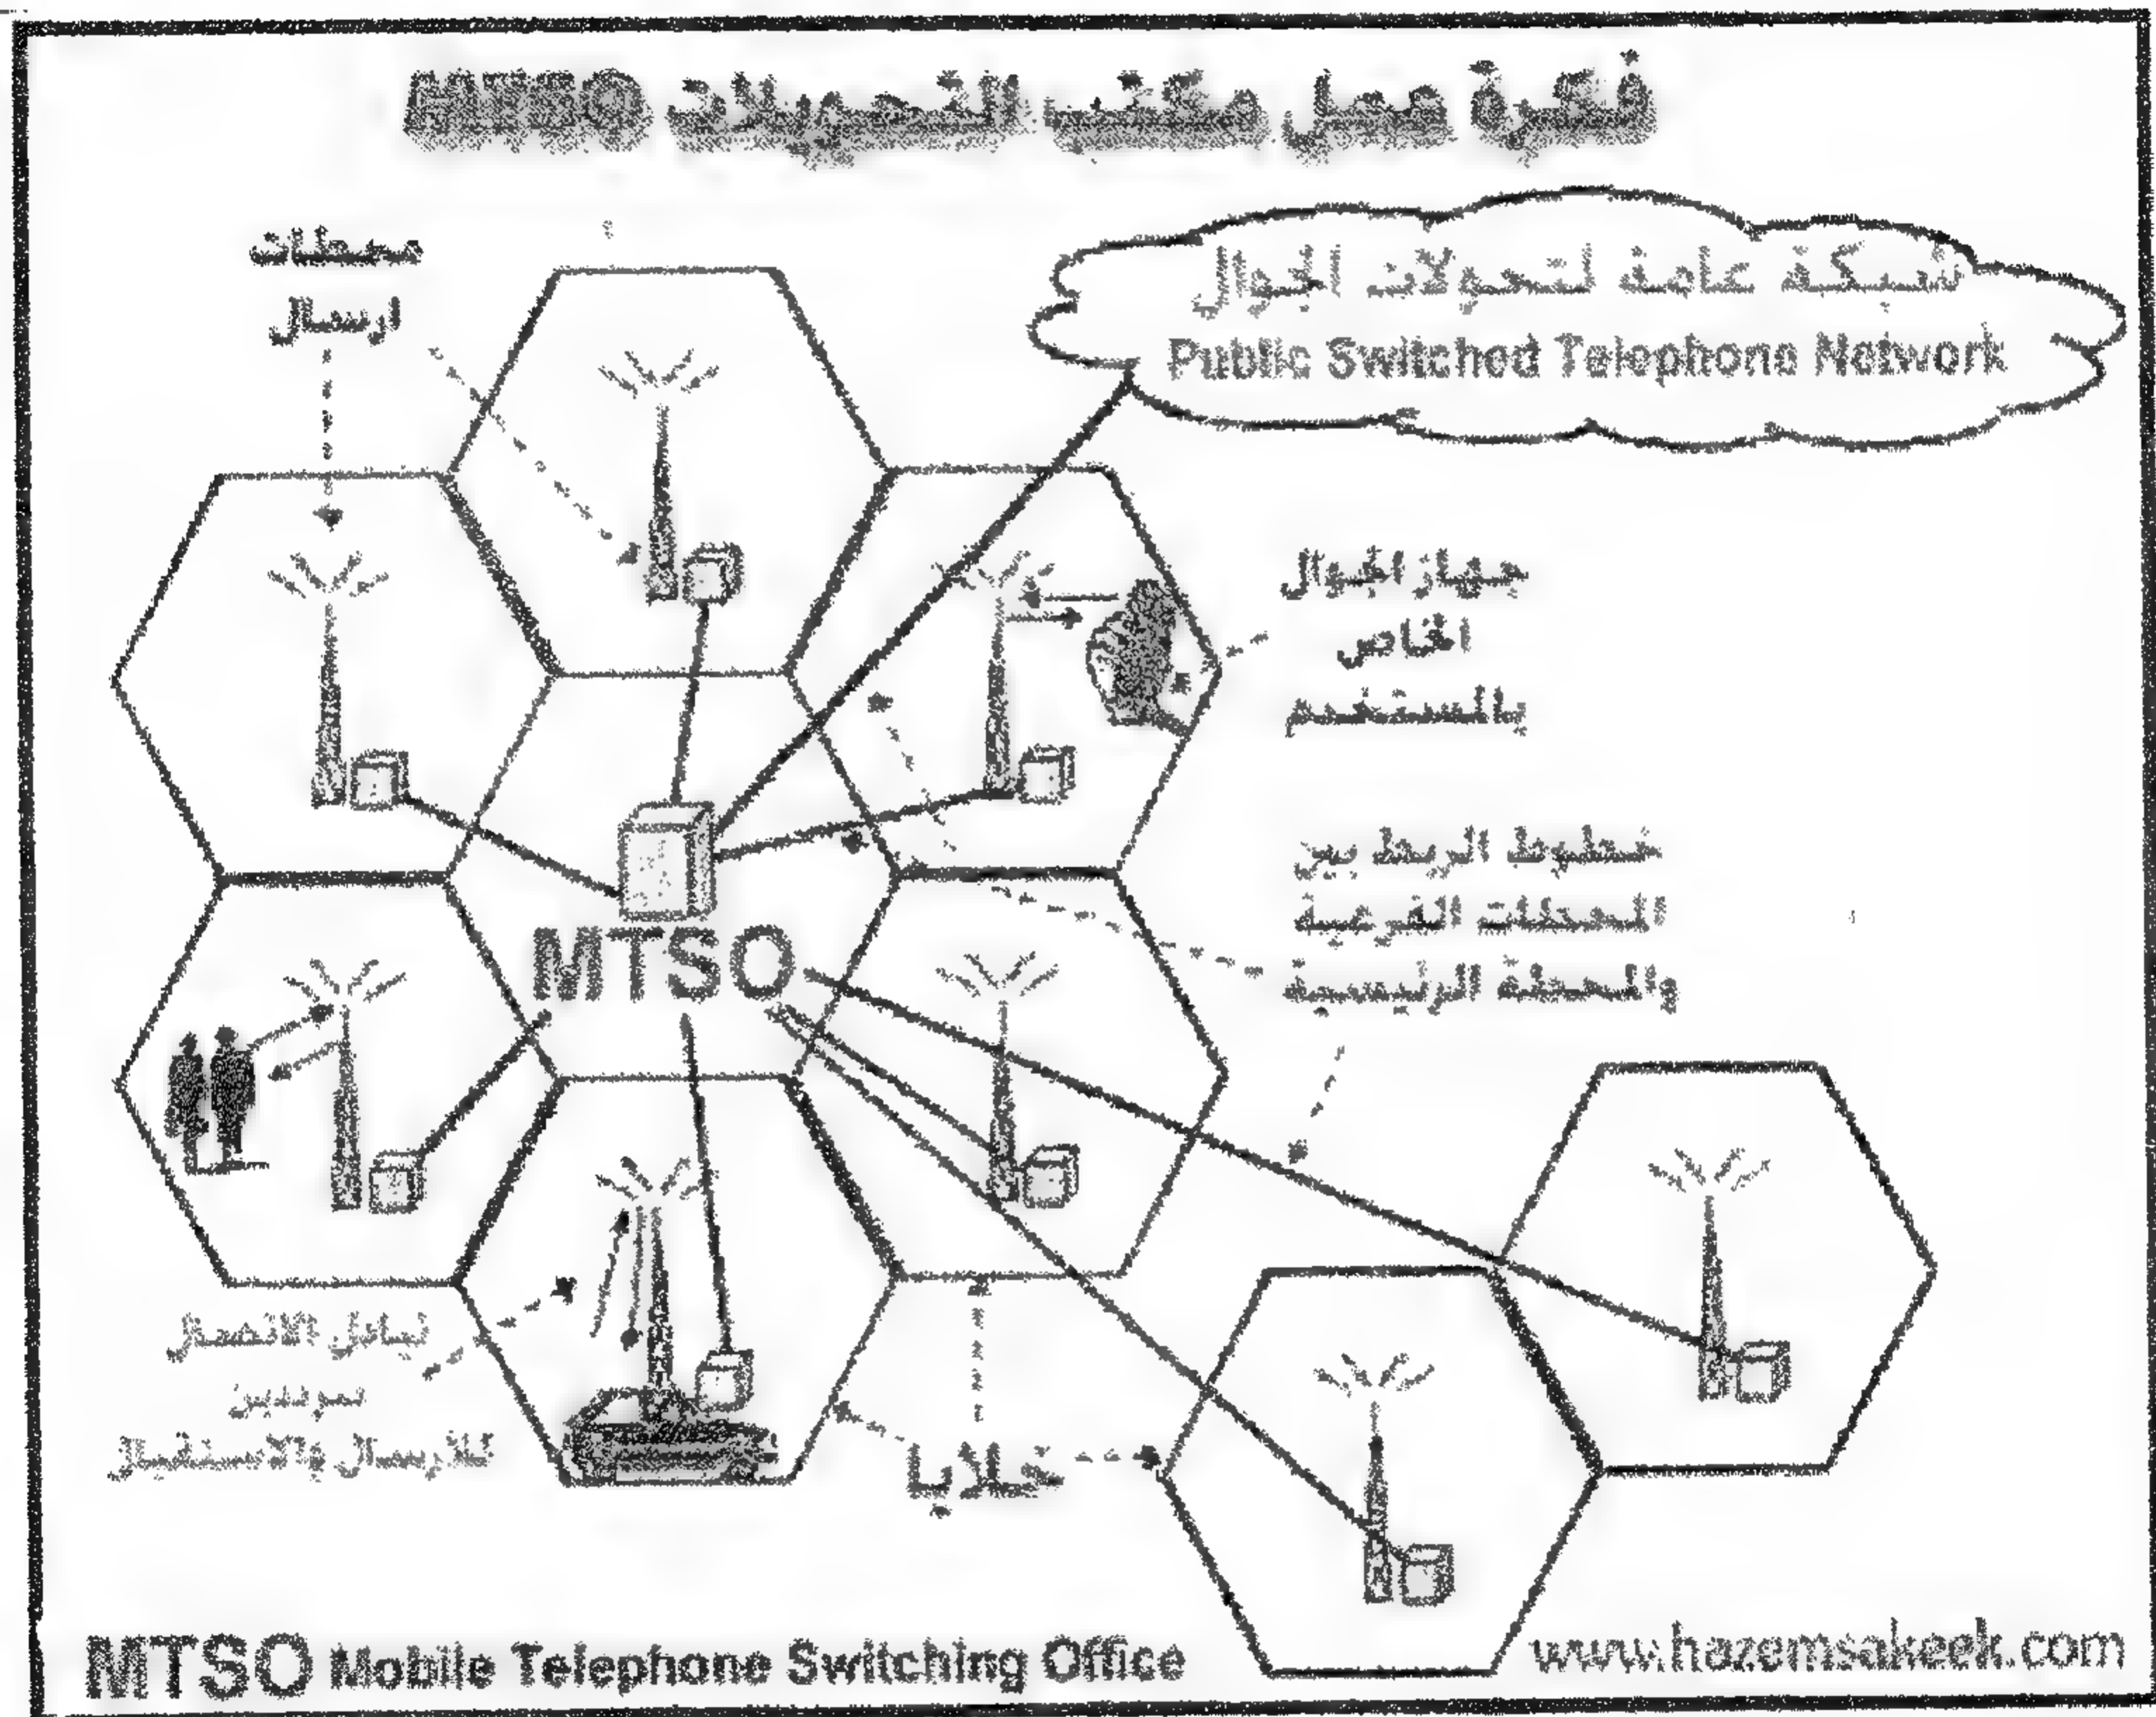 فكرة عمل مكتب التحويلات MTSO
شبكة عامة لتحولات الجوال
Public Switched Telephone Network
محطات
ارسال
جهاز الجوال
الخاص
بالمستخدم
خطوط الربط بين
المحطات الفرعية
والمحطة الرئيسية
MTSO
تبادل الاتصال
بترددين
للارسال والاستقبال
خلايا
MTSO Mobile Telephone Switching Office
www.hazemsakeek.com